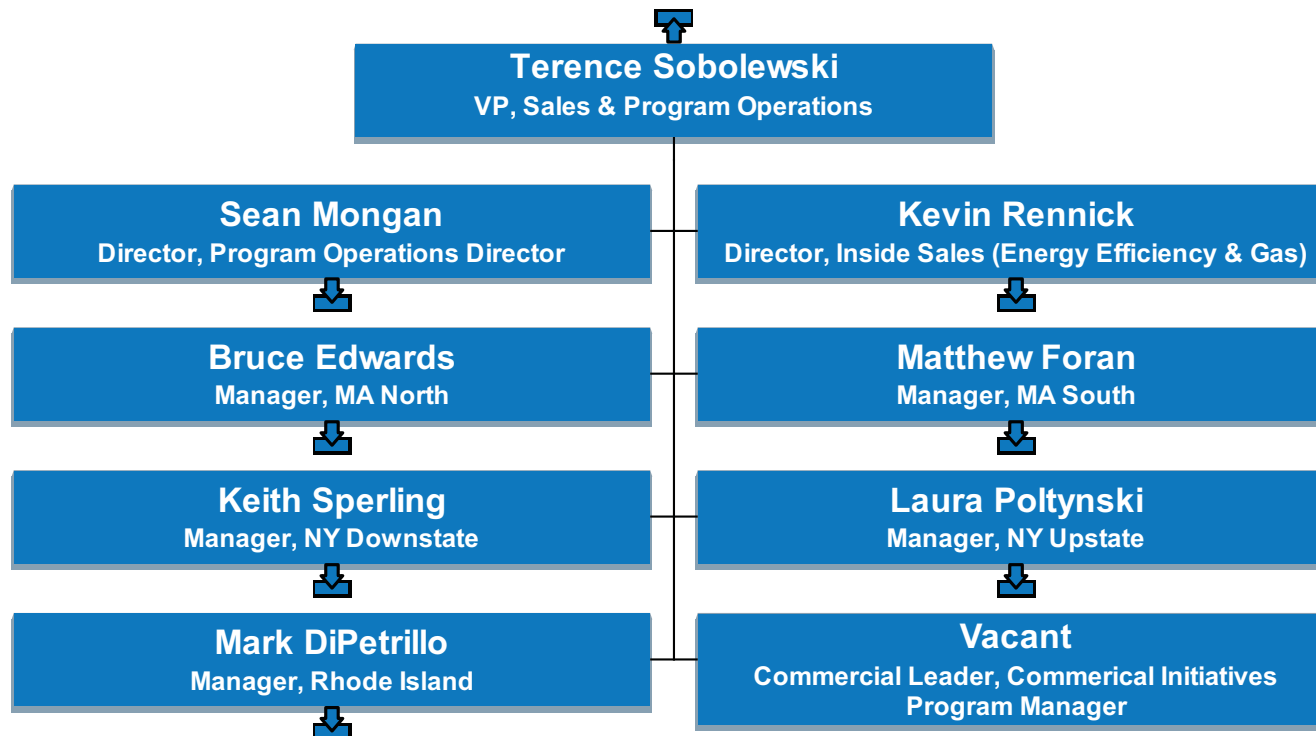 Terence Sobolewski
VP, Sales & Program Operations
Sean Mongan
Director, Program Operations Director
Kevin Rennick
Director, Inside Sales (Energy Efficiency & Gas)
Bruce Edwards
Manager, MA North
Matthew Foran
Manager, MA South
Keith Sperling
Manager, NY Downstate
Laura Poltynski
Manager, NY Upstate
Mark DiPetrillo
Manager, Rhode Island
Vacant
Commercial Leader, Commerical Initiatives
Program Manager